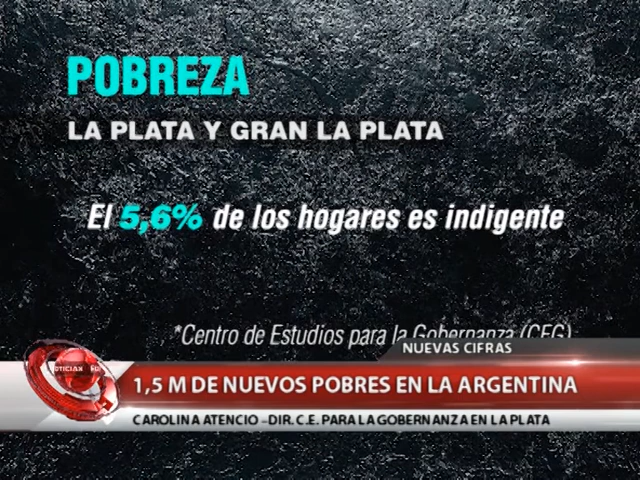 POBREZA
LA PLATA Y GRAN LA PLATA
El 5,6% de los hogares es indigente
*Centro de Estudios para la Gobernanza (CEG)
NUEVAS CIFRAS
1,5 M DE NUEVOS POBRES EN LA ARGENTINA
CAROLINA ATENCIO –DIR. C.E. PARA LA GOBERNANZA EN LA PLATA